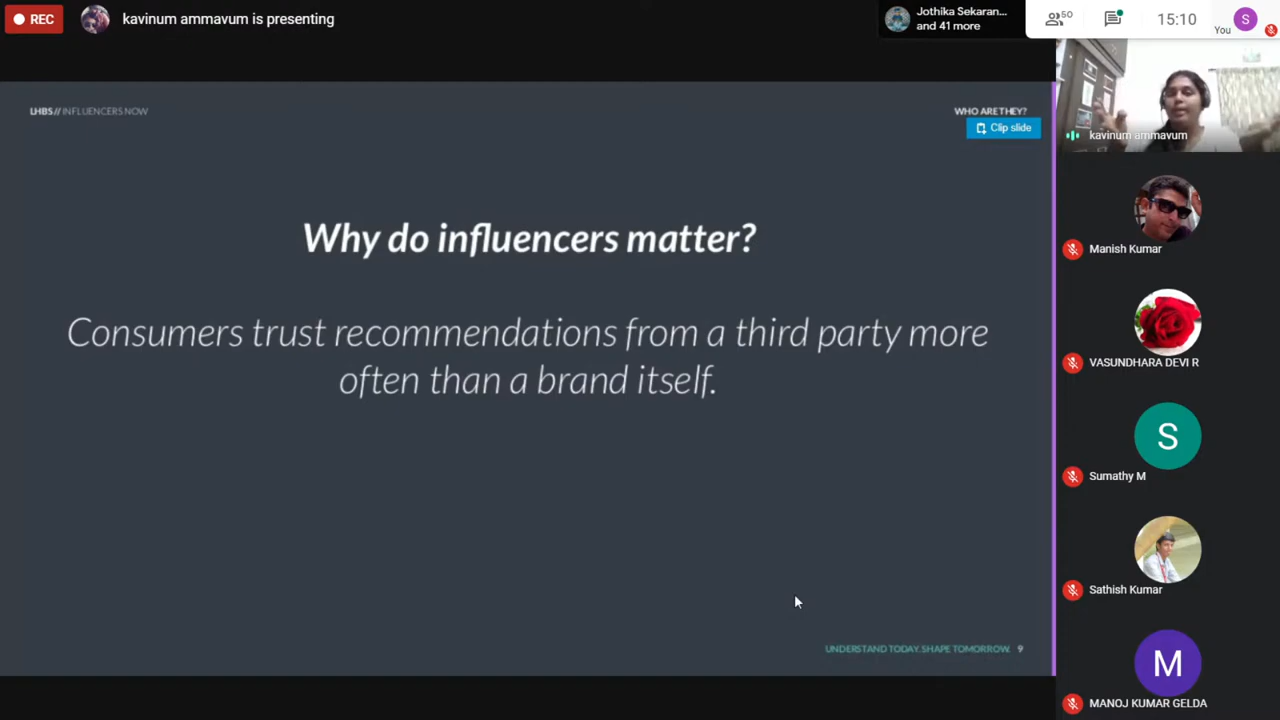 REC
kavinum ammavum is presenting
Jothika Sekaran...
and 41 more
50
15:10
You
S
LHBS// INFLUENCERS NOW
WHO ARE THEY?
Clip slide
Why do influencers matter?
Consumers trust recommendations from a third party more
often than a brand itself.
UNDERSTAND TODAY. SHAPE TOMORROW. 9
kavinum ammavum
Manish Kumar
VASUNDHARA DEVI R
S
Sumathy M
Sathish Kumar
M
MANOJ KUMAR GELDA